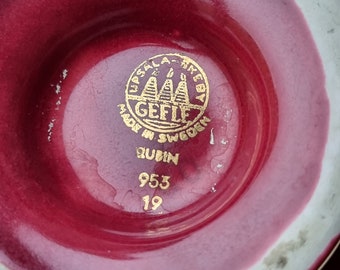 UPSALA-EKEBY
GEFLE
MADE IN SWEDEN
RUBIN
953
19